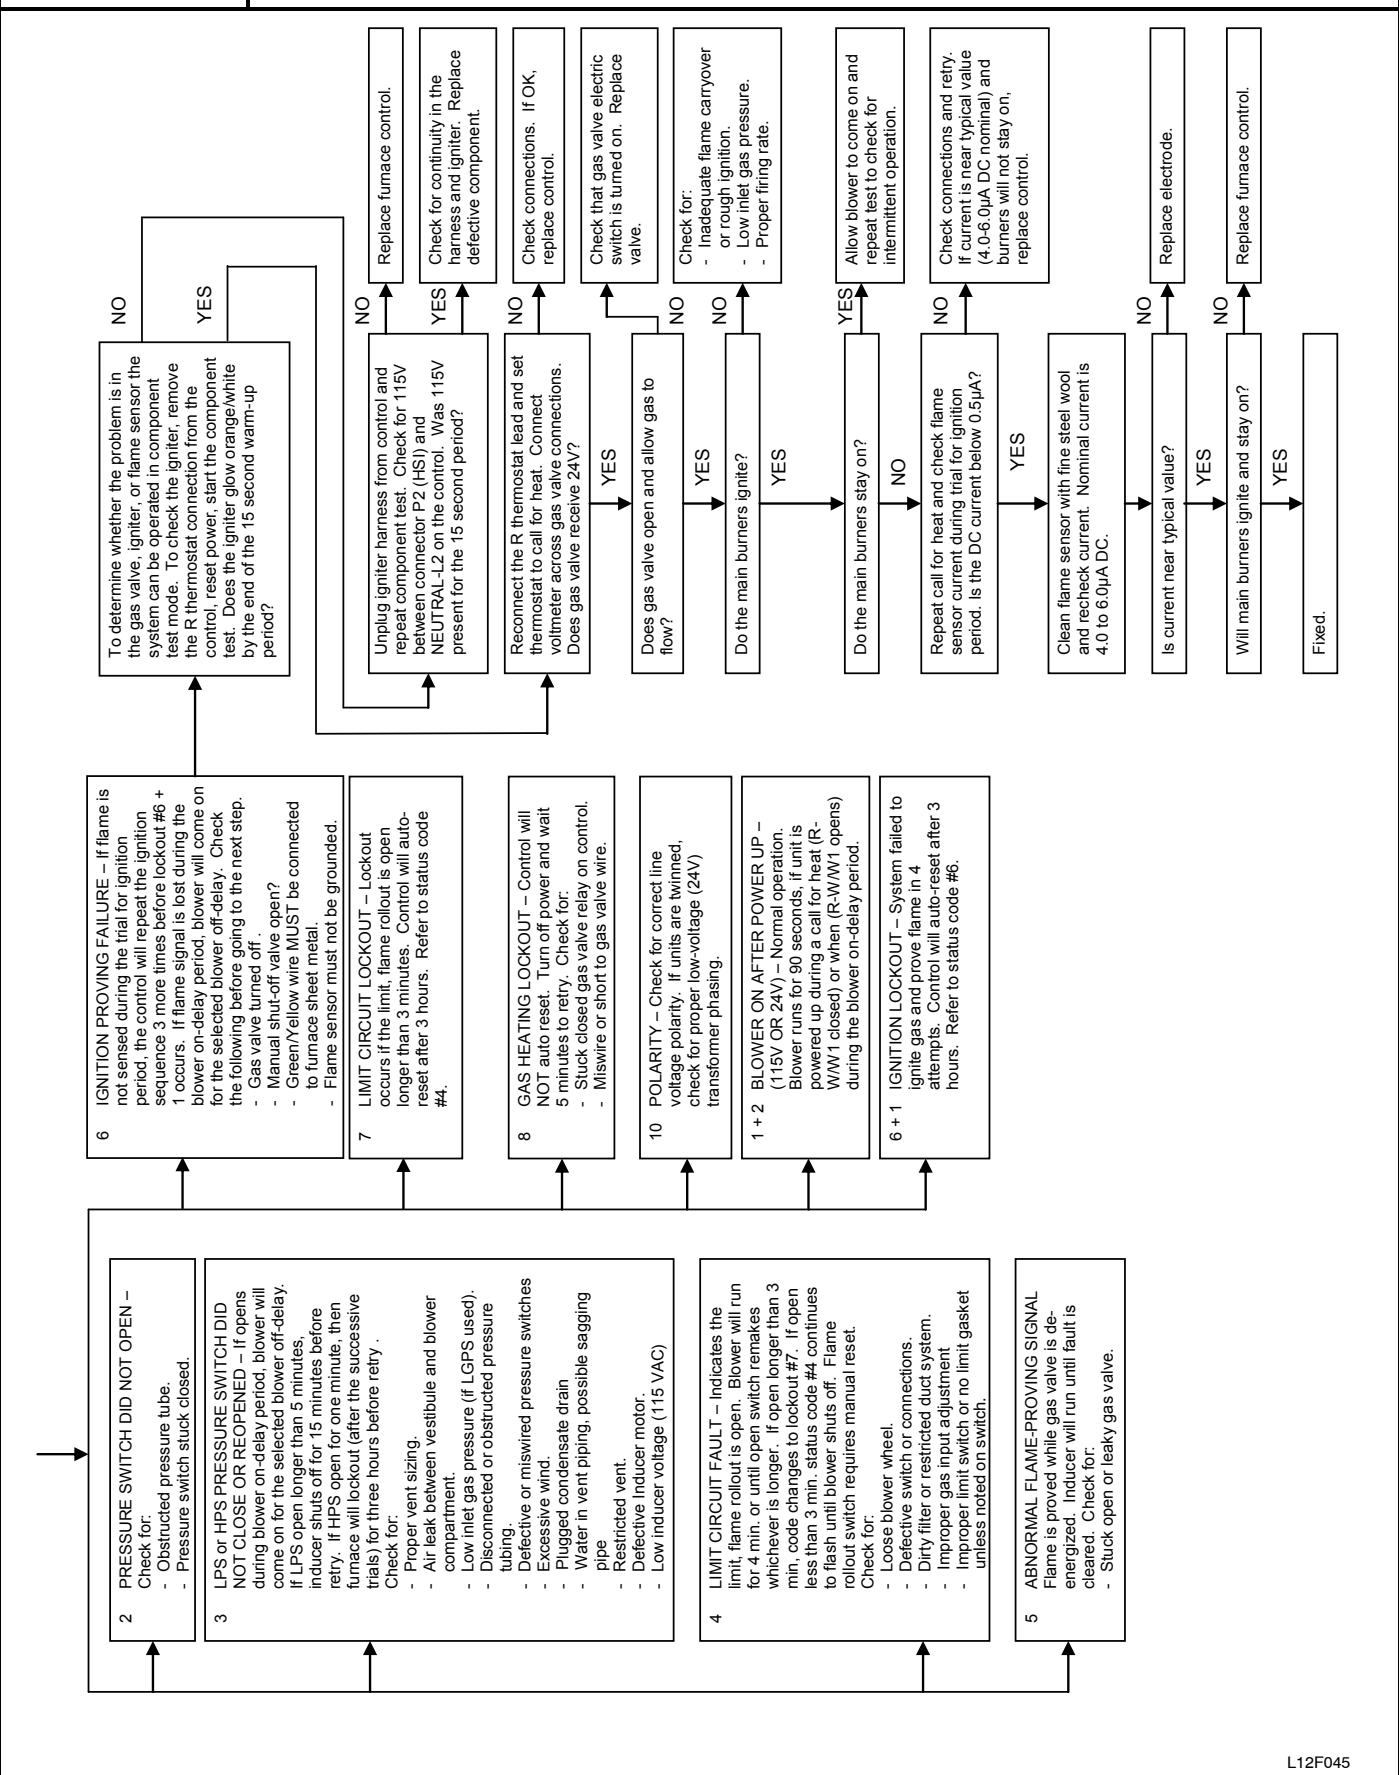 2 PRESSURE SWITCH DID NOT OPEN –
Check for:
- Obstructed pressure tube.
- Pressure switch stuck closed.
3 LPS or HPS PRESSURE SWITCH DID
NOT CLOSE OR REOPENED – If opens
during blower on-delay period, blower will
come on for the selected blower off-delay.
If LPS open longer than 5 minutes,
inducer shuts off for 15 minutes before
retry. If HPS open for one minute, then
furnace will lockout (after the successive
trials) for three hours before retry .
Check for:
- Proper vent sizing.
- Air leak between vestibule and blower
compartment.
- Low inlet gas pressure (if LGPS used).
- Disconnected or obstructed pressure
tubing.
- Defective or miswired pressure switches
- Excessive wind.
- Plugged condensate drain
- Water in vent piping, possible sagging
pipe
- Restricted vent.
- Defective Inducer motor.
- Low inducer voltage (115 VAC)
4 LIMIT CIRCUIT FAULT – Indicates the
limit, flame rollout is open. Blower will run
for 4 min. or until open switch remakes
whichever is longer. If open longer than 3
min, code changes to lockout #7. If open
less than 3 min. status code #4 continues
to flash until blower shuts off. Flame
rollout switch requires manual reset.
Check for:
- Loose blower wheel.
- Defective switch or connections.
- Dirty filter or restricted duct system.
- Improper gas input adjustment
- Improper limit switch or no limit gasket
unless noted on switch.
5 ABNORMAL FLAME-PROVING SIGNAL
Flame is proved while gas valve is de-
energized. Inducer will run until fault is
cleared. Check for:
- Stuck open or leaky gas valve.
6 IGNITION PROVING FAILURE – If flame is
not sensed during the trial for ignition
period, the control will repeat the ignition
sequence 3 more times before lockout #6 +
1 occurs. If flame signal is lost during the
blower on-delay period, blower will come on
for the selected blower off-delay. Check
the following before going to the next step.
- Gas valve turned off .
- Manual shut-off valve open?
- Green/Yellow wire MUST be connected
to furnace sheet metal.
- Flame sensor must not be grounded.
7 LIMIT CIRCUIT LOCKOUT – Lockout
occurs if the limit, flame rollout is open
longer than 3 minutes. Control will auto-
reset after 3 hours. Refer to status code
#4.
8 GAS HEATING LOCKOUT – Control will
NOT auto reset. Turn off power and wait
5 minutes to retry. Check for:
- Stuck closed gas valve relay on control.
- Miswire or short to gas valve wire.
10 POLARITY – Check for correct line
voltage polarity. If units are twinned,
check for proper low-voltage (24V)
transformer phasing.
1 + 2 BLOWER ON AFTER POWER UP –
(115V OR 24V) – Normal operation.
Blower runs for 90 seconds, if unit is
powered up during a call for heat (R-
W/W1 closed) or when (R-W/W1 opens)
during the blower on-delay period.
6 + 1 IGNITION LOCKOUT – System failed to
ignite gas and prove flame in 4
attempts. Control will auto-reset after 3
hours. Refer to status code #6.
To determine whether the problem is in
the gas valve, igniter, or flame sensor the
system can be operated in component
test mode. To check the igniter, remove
the R thermostat connection from the
control, reset power, start the component
test. Does the igniter glow orange/white
by the end of the 15 second warm-up
period?
NO
YES
Unplug igniter harness from control and
repeat component test. Check for 115V
between connector P2 (HSI) and
NEUTRAL-L2 on the control. Was 115V
present for the 15 second period?
NO
Replace furnace control.
YES
Check for continuity in the
harness and igniter. Replace
defective component.
Reconnect the R thermostat lead and set
thermostat to call for heat. Connect
voltmeter across gas valve connections.
Does gas valve receive 24V?
NO
Check connections. If OK,
replace control.
YES
Does gas valve open and allow gas to
flow?
NO
Check that gas valve electric
switch is turned on. Replace
valve.
YES
Do the main burners ignite?
NO
Check for:
- Inadequate flame carryover
or rough ignition.
- Low inlet gas pressure.
- Proper firing rate.
YES
Do the main burners stay on?
YES
Allow blower to come on and
repeat test to check for
intermittent operation.
NO
Repeat call for heat and check flame
sensor current during trial for ignition
period. Is the DC current below 0.5µA?
NO
Check connections and retry.
If current is near typical value
(4.0-6.0µA DC nominal) and
burners will not stay on,
replace control.
YES
Clean flame sensor with fine steel wool
and recheck current. Nominal current is
4.0 to 6.0µA DC.
Is current near typical value?
NO
Replace electrode.
YES
Will main burners ignite and stay on?
NO
Replace furnace control.
YES
Fixed.
L12F045